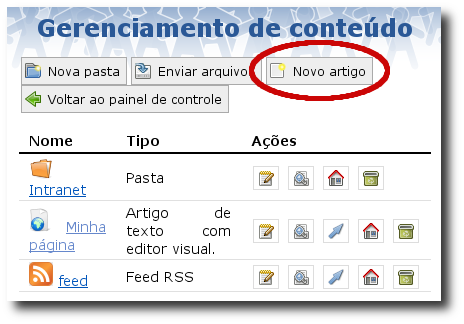 Gerenciamento de conteúdo
Nova pasta Enviar arquivo Novo artigo
Voltar ao painel de controle
Nome Tipo Ações
Intranet Pasta
Minha página Artigo de
texto com
editor visual.
feed Feed RSS